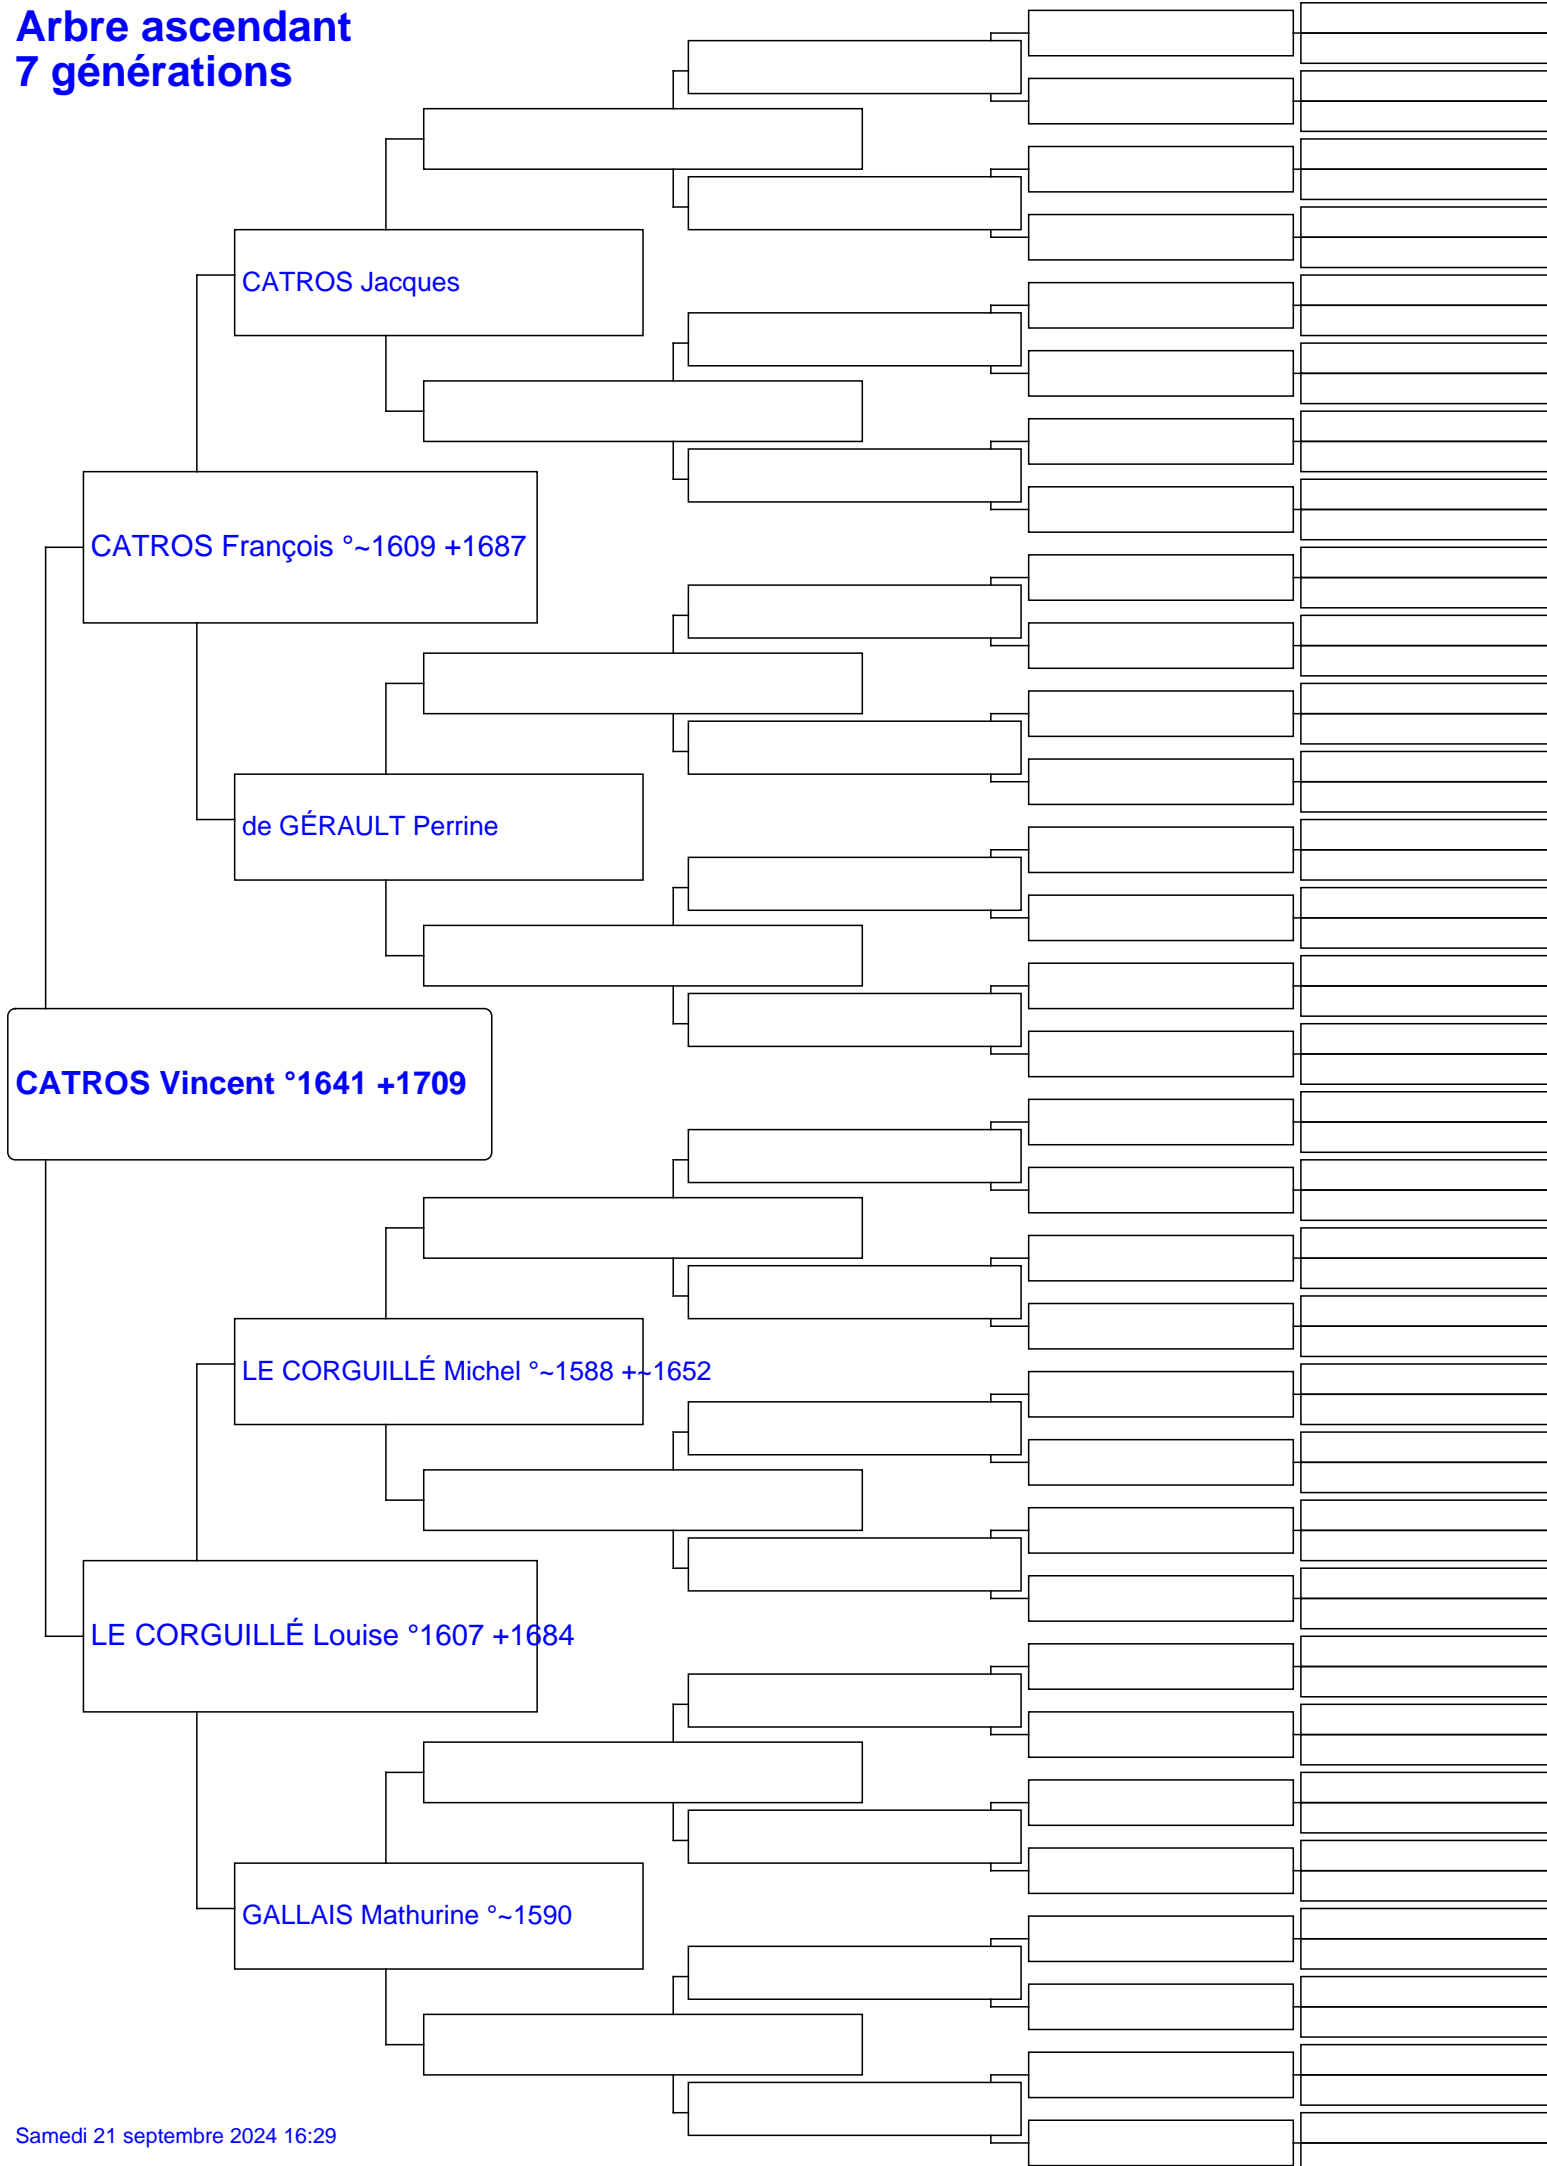 Arbre ascendant
7 générations
CATROS Jacques
CATROS François °~1609 +1687
de GÉRAULT Perrine
CATROS Vincent °1641 +1709
LE CORGUILLÉ Michel °~1588 +~1652
LE CORGUILLÉ Louise °1607 +1684
GALLAIS Mathurine °~1590
Samedi 21 septembre 2024 16:29